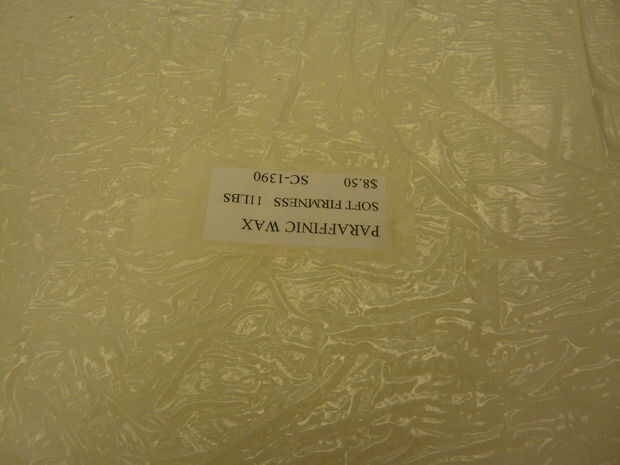 PARAFFINIC WAX
SOFT FIRMNESS 11LBS
$8.50 SC-1390